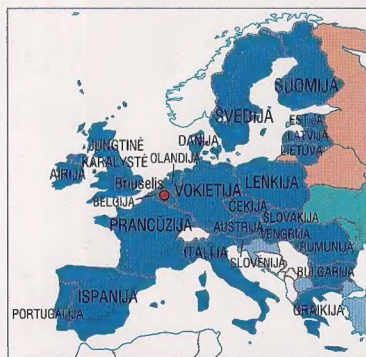 SUOMIJA
ŠVEDIJA
ESTIJA
LATVIJA
LIETUVA
DANIJA
JUNGTINĖ
KARALYSTĖ
OLANDIJA
AIRIJA
Briuselis
VOKIETIJA
LENKIJA
BELGIJA
ČEKIJA
SLOVAKIJA
PRANCŪZIJA
AUSTRIJA
VENGRIJA
ITALIJA
RUMUNIJA
SLOVĖNIJA
BULGARIJA
ISPANIJA
PORTUGALIJA
GRAIKIJA